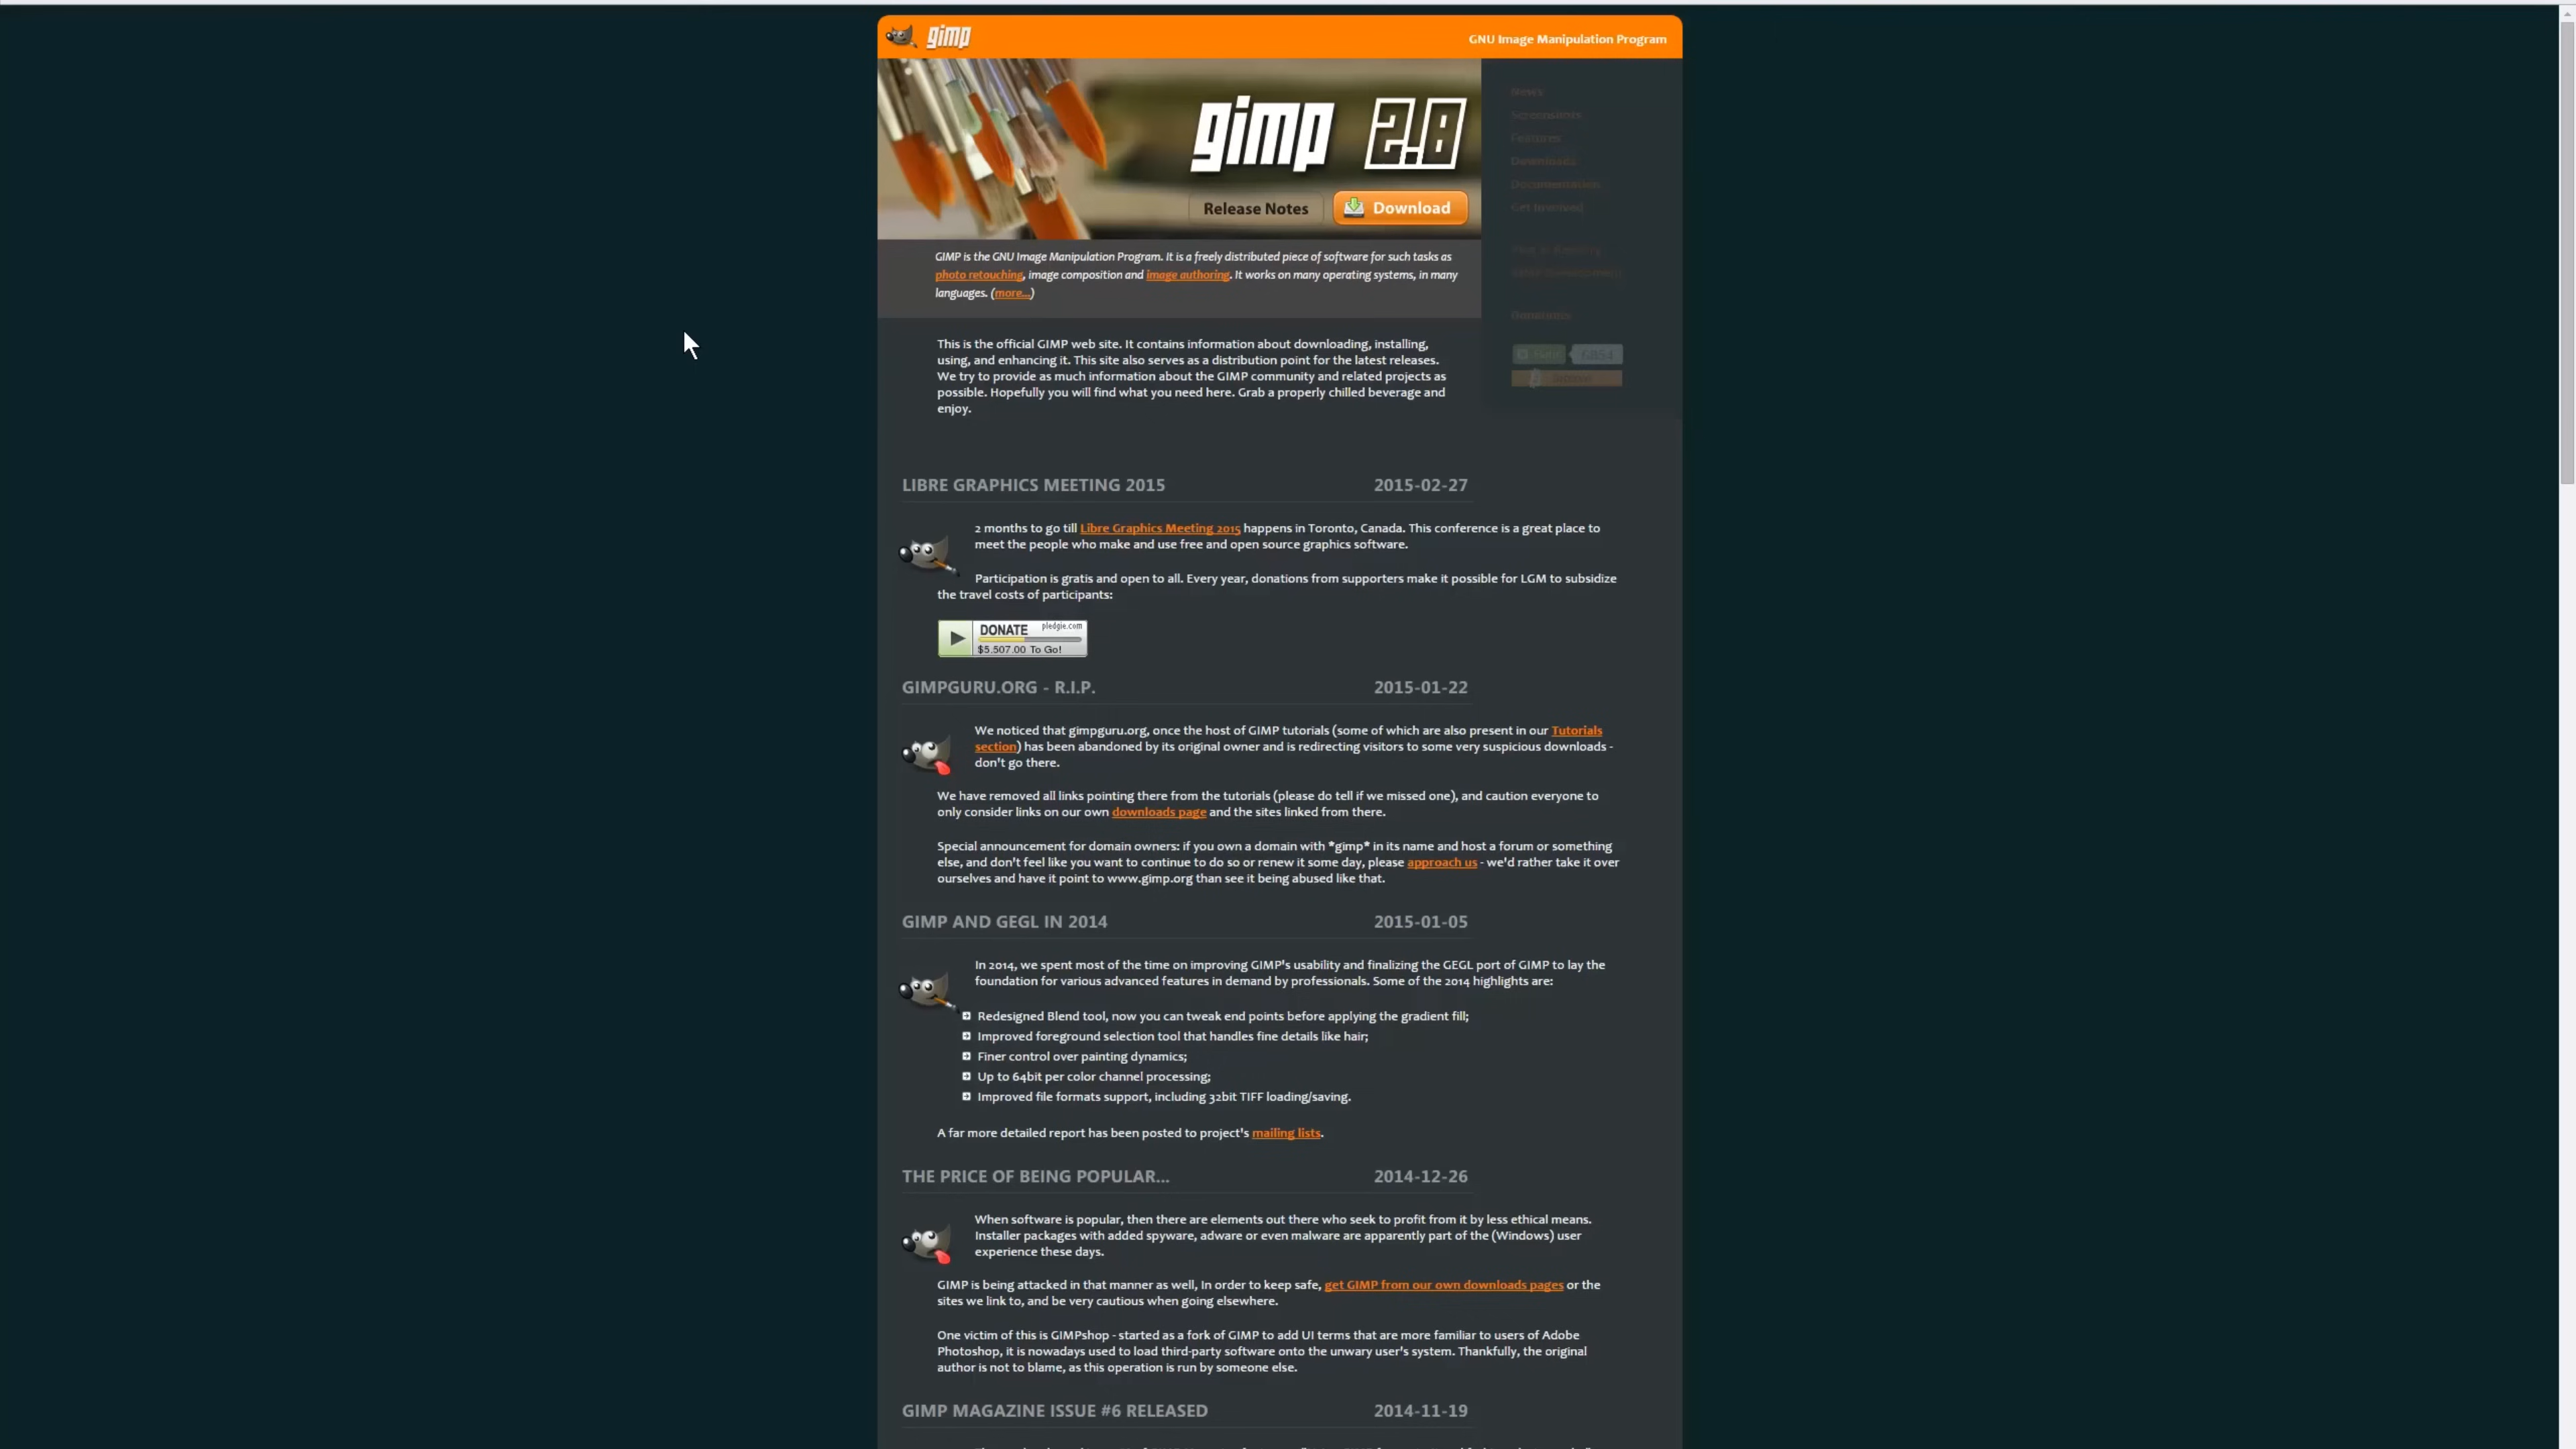 gimp
GNU Image Manipulation Program
gimp 2.8
Release Notes
Download
News
Screenshots
Features
Downloads
Documentation
Get Involved
Donations
GIMP is the GNU Image Manipulation Program. It is a freely distributed piece of software for such tasks as
photo retouching, image composition and image authoring. It works on many operating systems, in many
languages. (more...)
This is the official GIMP web site. It contains information about downloading, installing,
using, and enhancing it. This site also serves as a distribution point for the latest releases.
We try to provide as much information about the GIMP community and related projects as
possible. Hopefully you will find what you need here. Grab a properly chilled beverage and
enjoy.
LIBRE GRAPHICS MEETING 2015 2015-02-27
2 months to go till Libre Graphics Meeting 2015 happens in Toronto, Canada. This conference is a great place to
meet the people who make and use free and open source graphics software.
Participation is gratis and open to all. Every year, donations from supporters make it possible for LGM to subsidize
the travel costs of participants:
DONATE pledgie.com
$5.507.00 To Go!
GIMPGURU.ORG - R.I.P. 2015-01-22
We noticed that gimpguru.org, once the host of GIMP tutorials (some of which are also present in our Tutorials
section) has been abandoned by its original owner and is redirecting visitors to some very suspicious downloads -
don't go there.
We have removed all links pointing there from the tutorials (please do tell if we missed one), and caution everyone to
only consider links on our own downloads page and the sites linked from there.
Special announcement for domain owners: if you own a domain with *gimp* in its name and host a forum or something
else, and don't feel like you want to continue to do so or renew it some day, please approach us - we'd rather take it over
ourselves and have it point to www.gimp.org than see it being abused like that.
GIMP AND GEGL IN 2014 2015-01-05
In 2014, we spent most of the time on improving GIMP's usability and finalizing the GEGL port of GIMP to lay the
foundation for various advanced features in demand by professionals. Some of the 2014 highlights are:
Redesigned Blend tool, now you can tweak end points before applying the gradient fill;
Improved foreground selection tool that handles fine details like hair;
Finer control over painting dynamics;
Up to 64bit per color channel processing;
Improved file formats support, including 32bit TIFF loading/saving.
A far more detailed report has been posted to project's mailing lists.
THE PRICE OF BEING POPULAR... 2014-12-26
When software is popular, then there are elements out there who seek to profit from it by less ethical means.
Installer packages with added spyware, adware or even malware are apparently part of the (Windows) user
experience these days.
GIMP is being attacked in that manner as well, In order to keep safe, get GIMP from our own downloads pages or the
sites we link to, and be very cautious when going elsewhere.
One victim of this is GIMPshop - started as a fork of GIMP to add UI terms that are more familiar to users of Adobe
Photoshop, it is nowadays used to load third-party software onto the unwary user's system. Thankfully, the original
author is not to blame, as this operation is run by someone else.
GIMP MAGAZINE ISSUE #6 RELEASED 2014-11-19